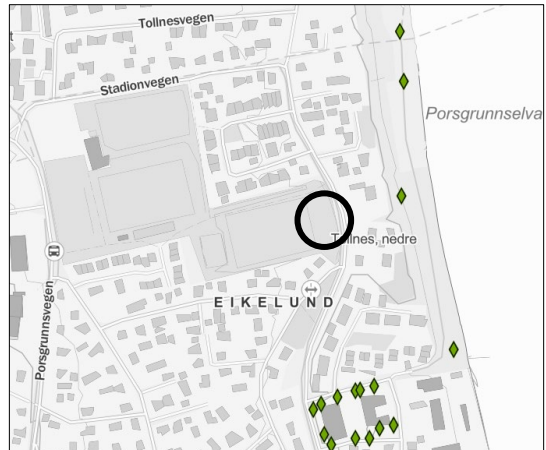 Tollnesvegen
Stadionvegen
Porsgrunnselva
Tollnes, nedre
EIKELUND
Porsgrunnsvegen